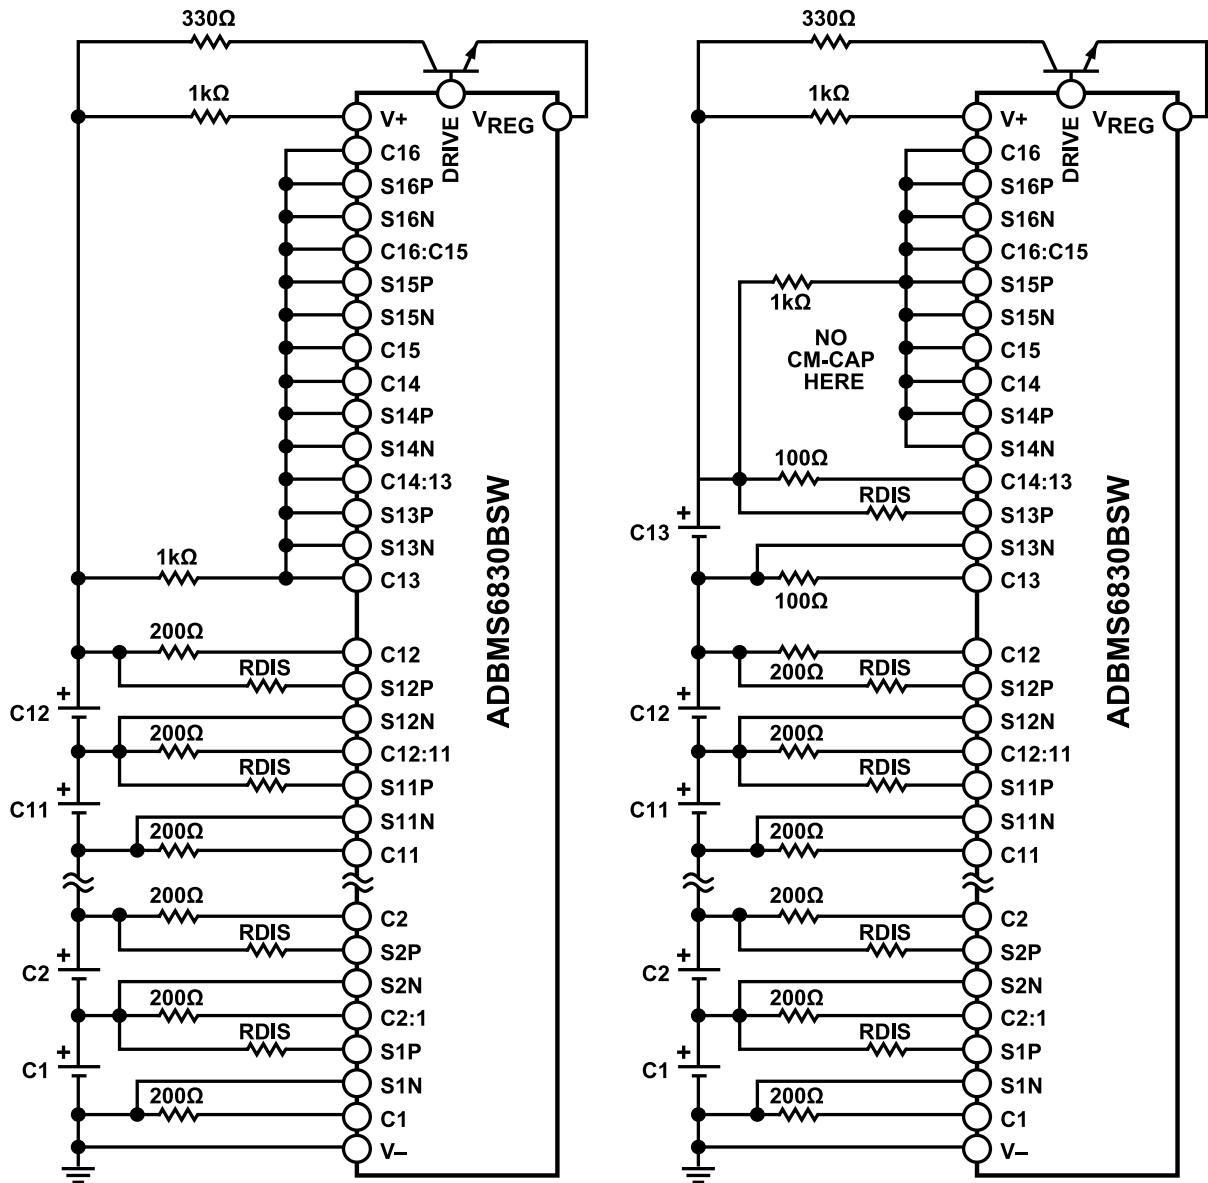 330Ω
1kΩ
V+
DRIVE
VREG
C16
S16P
S16N
C16:C15
S15P
S15N
C15
C14
S14P
S14N
C14:13
S13P
S13N
1kΩ
C13
200Ω
C12
RDIS
S12P
C12
+
S12N
200Ω
C12:11
RDIS
S11P
C11
+
S11N
200Ω
C11
200Ω
C2
RDIS
S2P
C2
+
S2N
200Ω
C2:1
RDIS
S1P
C1
+
S1N
200Ω
C1
V–
ADBMS6830BSW
330Ω
1kΩ
V+
DRIVE
VREG
C16
S16P
S16N
C16:C15
1kΩ
S15P
S15N
NO
CM-CAP
HERE
C15
C14
S14P
S14N
100Ω
C14:13
RDIS
S13P
C13
+
S13N
100Ω
C13
200Ω
C12
RDIS
S12P
C12
+
S12N
200Ω
C12:11
RDIS
S11P
C11
+
S11N
200Ω
C11
200Ω
C2
RDIS
S2P
C2
+
S2N
200Ω
C2:1
RDIS
S1P
C1
+
S1N
200Ω
C1
V–
ADBMS6830BSW